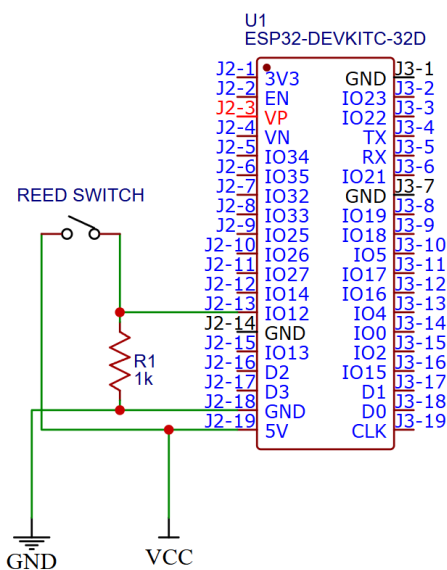 U1
ESP32-DEVKITC-32D
J2-1 3V3 GND J3-1
J2-2 EN IO23 J3-2
J2-3 VP IO22 J3-3
J2-4 VN TX J3-4
J2-5 IO34 RX J3-5
J2-6 IO35 IO21 J3-6
J2-7 IO32 GND J3-7
J2-8 IO33 IO19 J3-8
J2-9 IO25 IO18 J3-9
J2-10 IO26 IO5 J3-10
J2-11 IO27 IO17 J3-11
J2-12 IO14 IO16 J3-12
J2-13 IO12 IO4 J3-13
J2-14 GND IO0 J3-14
J2-15 IO13 IO2 J3-15
J2-16 D2 IO15 J3-16
J2-17 D3 D1 J3-17
J2-18 GND D0 J3-18
J2-19 5V CLK J3-19
REED SWITCH
R1
1k
GND
VCC